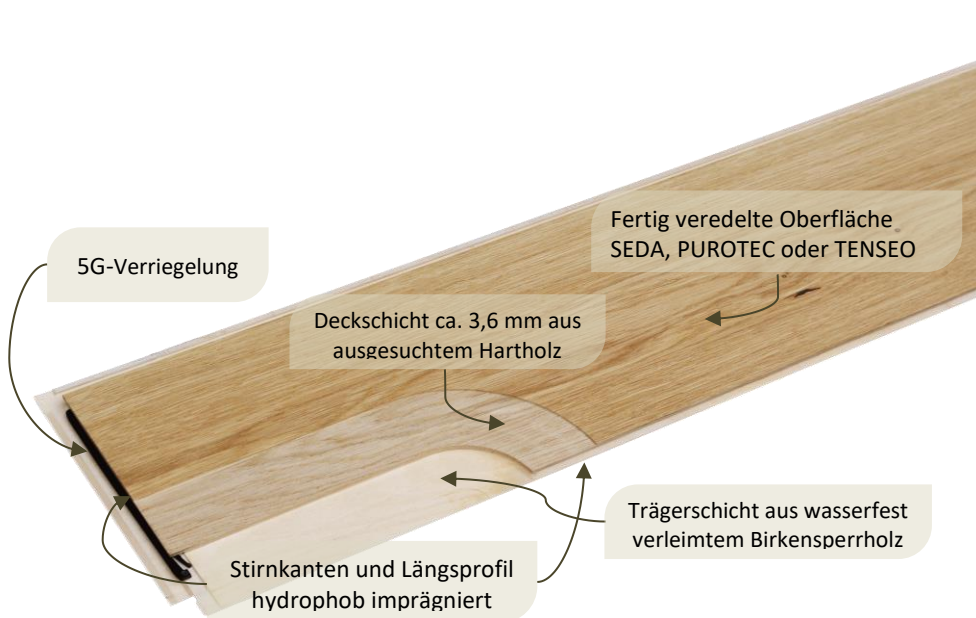 Fertig veredelte Oberfläche
SEDA, PUROTEC oder TENSEO
5G-Verriegelung
Deckschicht ca. 3,6 mm aus
ausgesuchtem Hartholz
Trägerschicht aus wasserfest
verleimtem Birkensperrholz
Stirnkanten und Längsprofil
hydrophob imprägniert